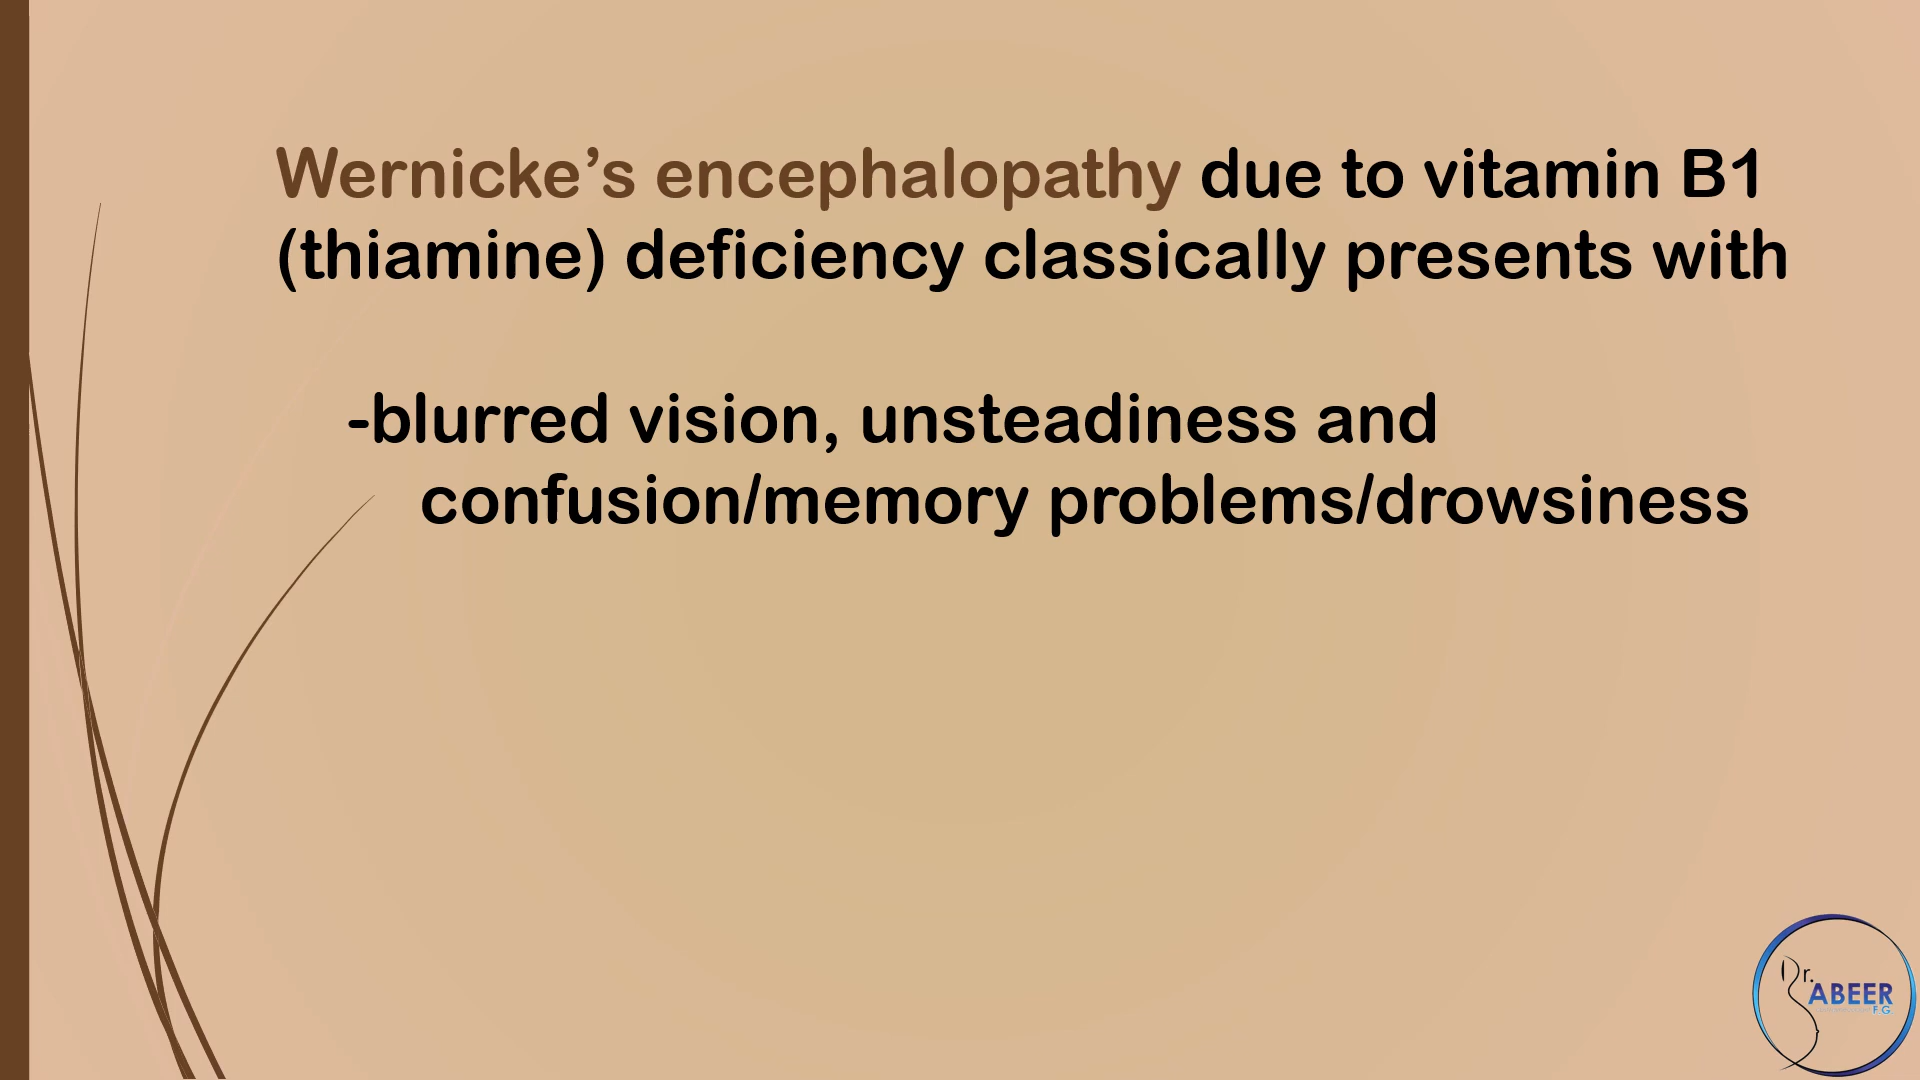 Wernicke’s encephalopathy due to vitamin B1
(thiamine) deficiency classically presents with
-blurred vision, unsteadiness and
confusion/memory problems/drowsiness
Dr.
ABEER
F.G.